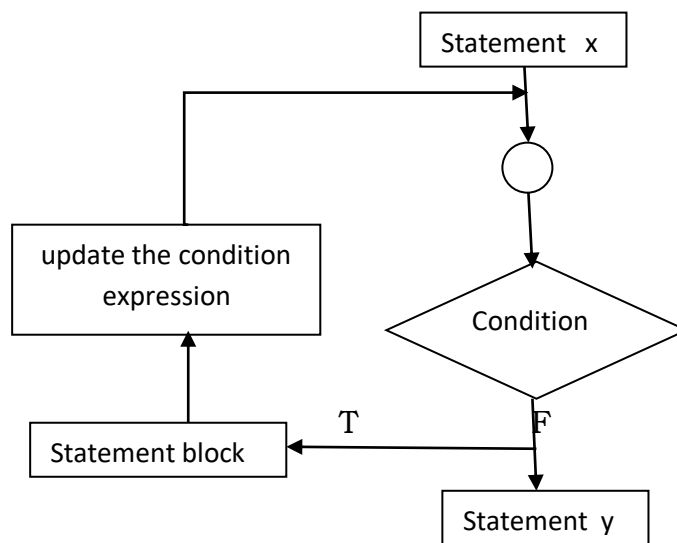 Statement x
update the condition
expression
Condition
T
F
Statement block
Statement y